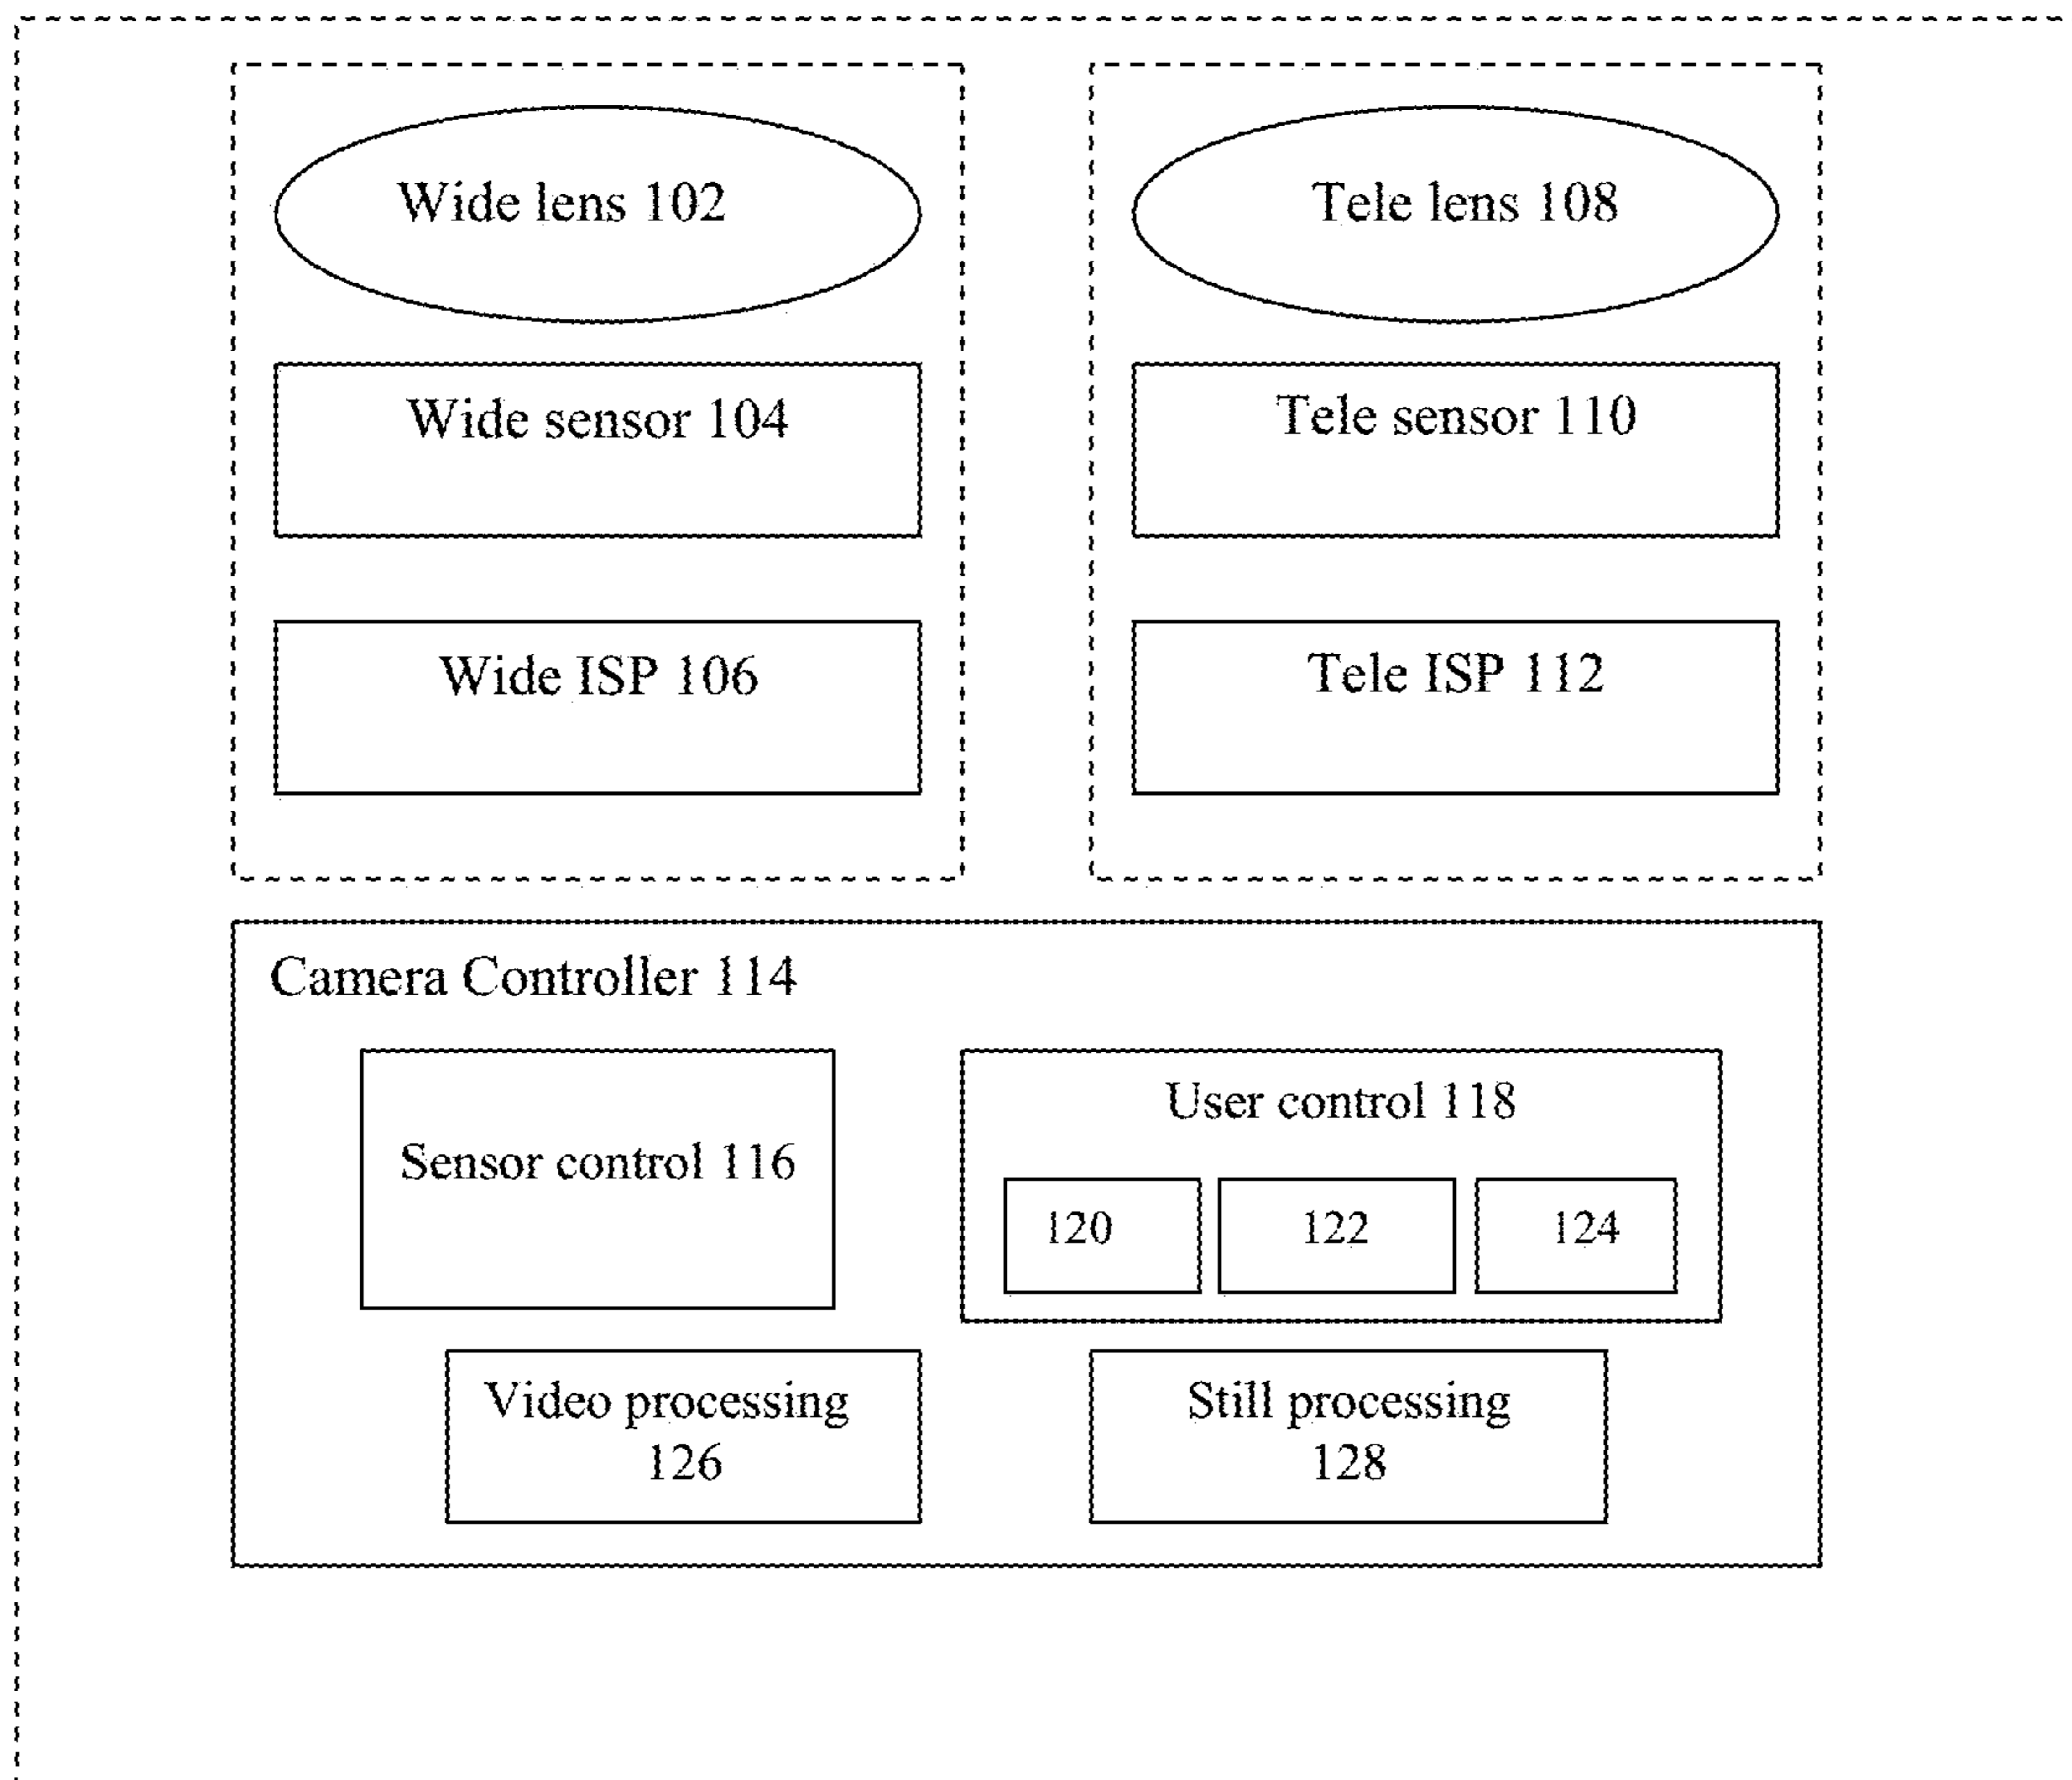 Wide lens 102
Tele lens 108
Wide sensor 104
Tele sensor 110
Wide ISP 106
Tele ISP 112
Camera Controller 114
Sensor control 116
User control 118
120
122
124
Video processing
126
Still processing
128